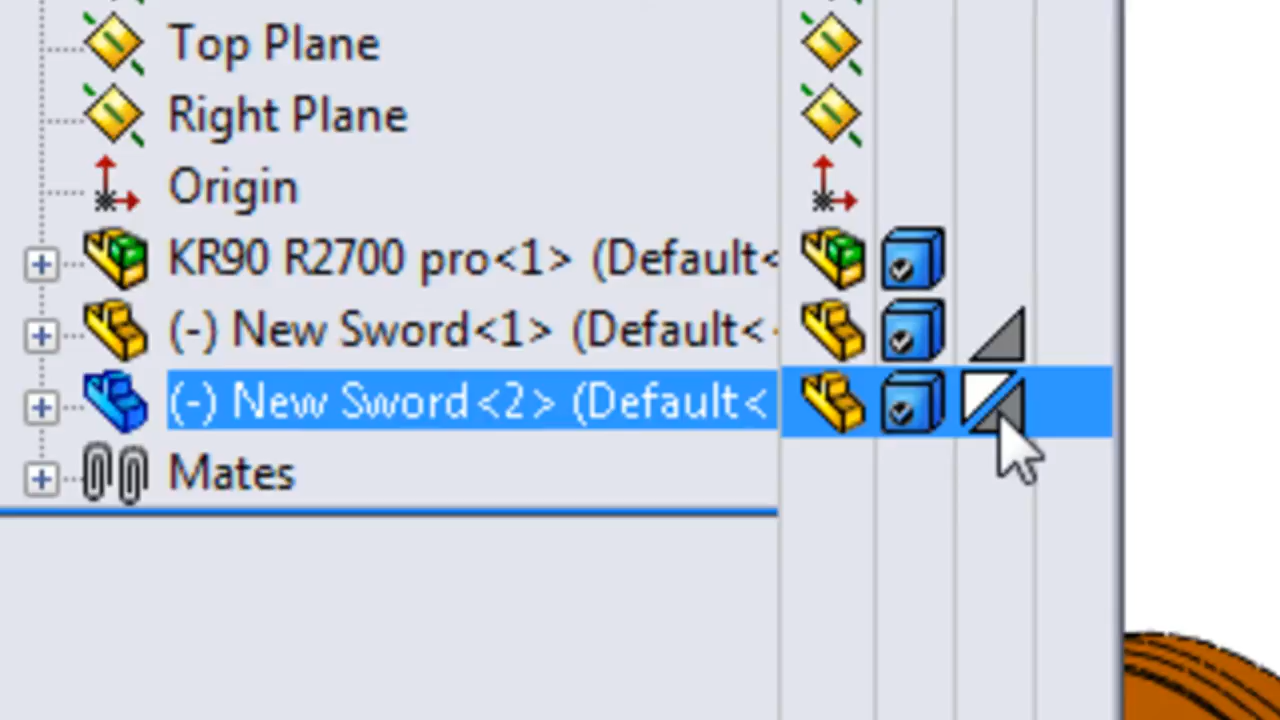 Top Plane
Right Plane
Origin
KR90 R2700 pro<1> (Default<
(-) New Sword<1> (Default<
(-) New Sword<2> (Default<
Mates